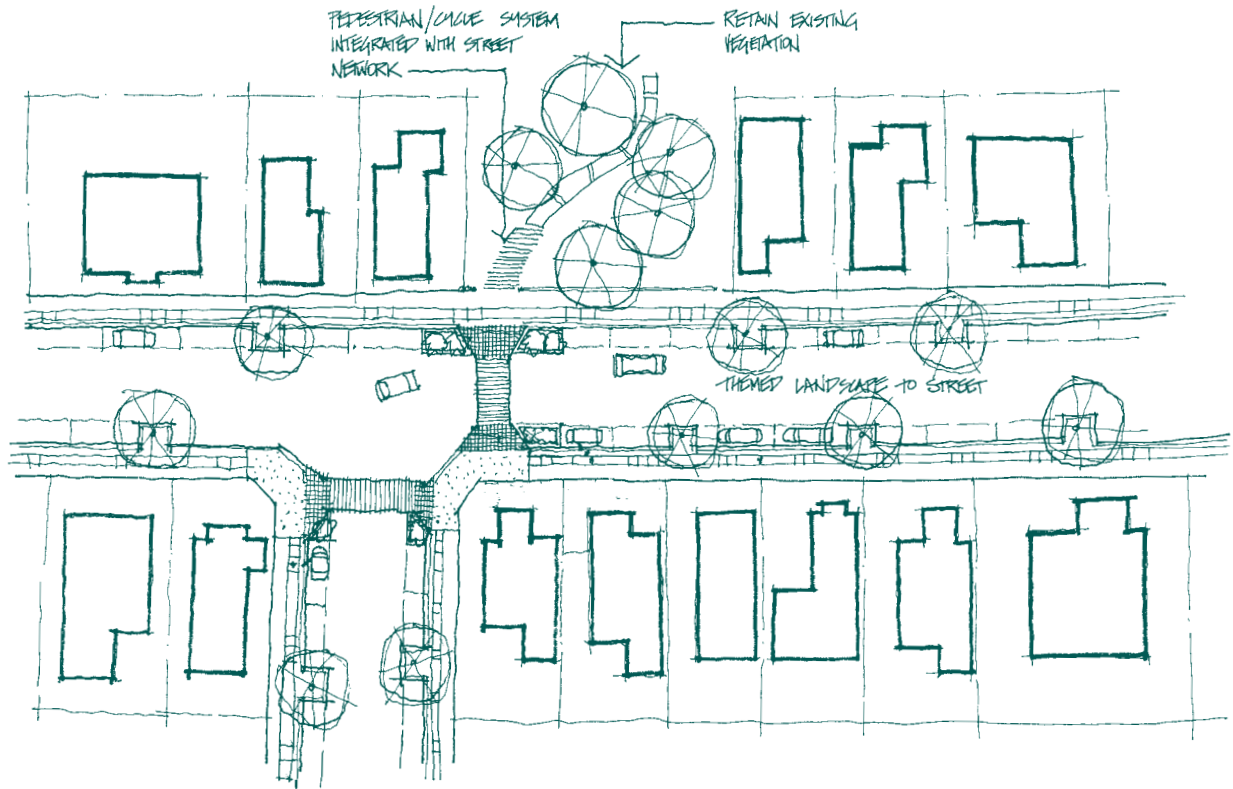 PEDESTRIAN/CYCLE SYSTEM
INTEGRATED WITH STREET
NETWORK
RETAIN EXISTING
VEGETATION
THEMED LANDSCAPE TO STREET